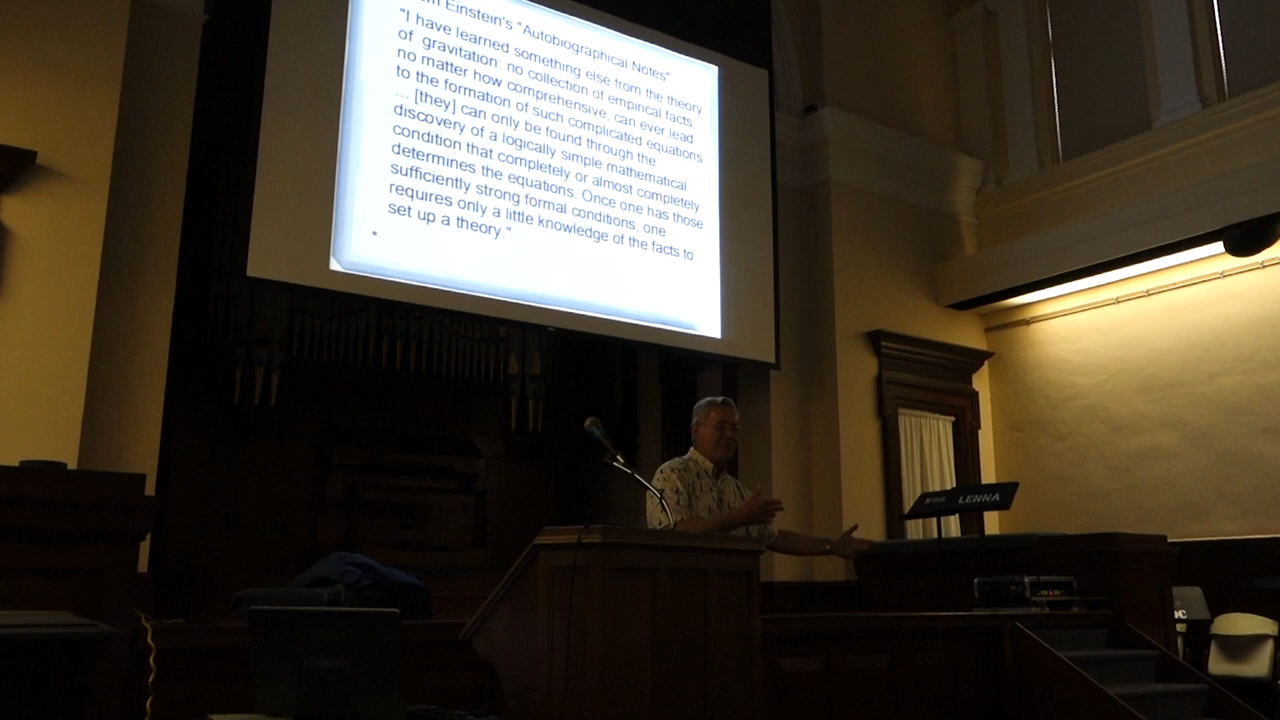 Einstein's "Autobiographical Notes"
"I have learned something else from the theory
of gravitation: no collection of empirical facts
no matter how comprehensive, can ever lead
to the formation of such complicated equations
... [they] can only be found through the
discovery of a logically simple mathematical
condition that completely or almost completely
determines the equations. Once one has those
sufficiently strong formal conditions, one
requires only a little knowledge of the facts to
set up a theory."
LENNA